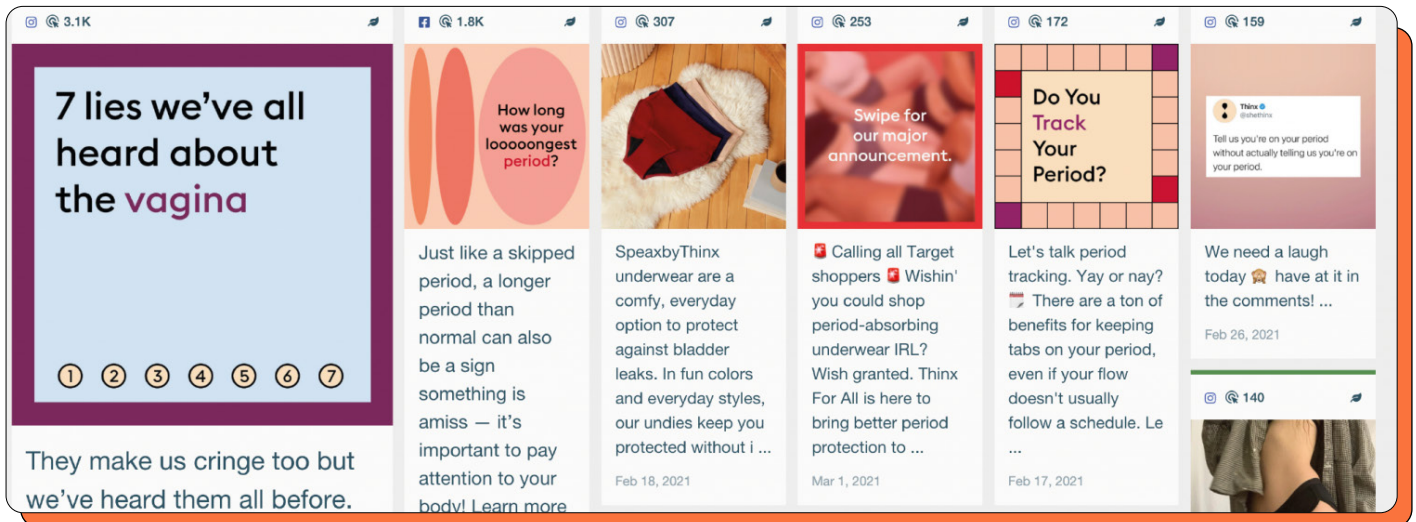 3.1K
7 lies we've all
heard about
the vagina
1 2 3 4 5 6 7
They make us cringe too but
we've heard them all before.
1.8K
How long
was your
looooongest
period?
Just like a skipped
period, a longer
period than
normal can also
be a sign
something is
amiss — it's
important to pay
attention to your
body! Learn more
307
SpeaxbyThinx
underwear are a
comfy, everyday
option to protect
against bladder
leaks. In fun colors
and everyday styles,
our undies keep you
protected without i ...
Feb 18, 2021
253
Swipe for
our major
announcement.
🚨 Calling all Target
shoppers 🚨 Wishin'
you could shop
period-absorbing
underwear IRL?
Wish granted. Thinx
For All is here to
bring better period
protection to ...
Mar 1, 2021
172
Do You
Track
Your
Period?
Let's talk period
tracking. Yay or nay?
🗓️ There are a ton of
benefits for keeping
tabs on your period,
even if your flow
doesn't usually
follow a schedule. Le
...
Feb 17, 2021
159
Thinx
@shethinx
Tell us you're on your period
without actually telling us you're on
your period.
We need a laugh
today 🙈 have at it in
the comments! ...
Feb 26, 2021
140